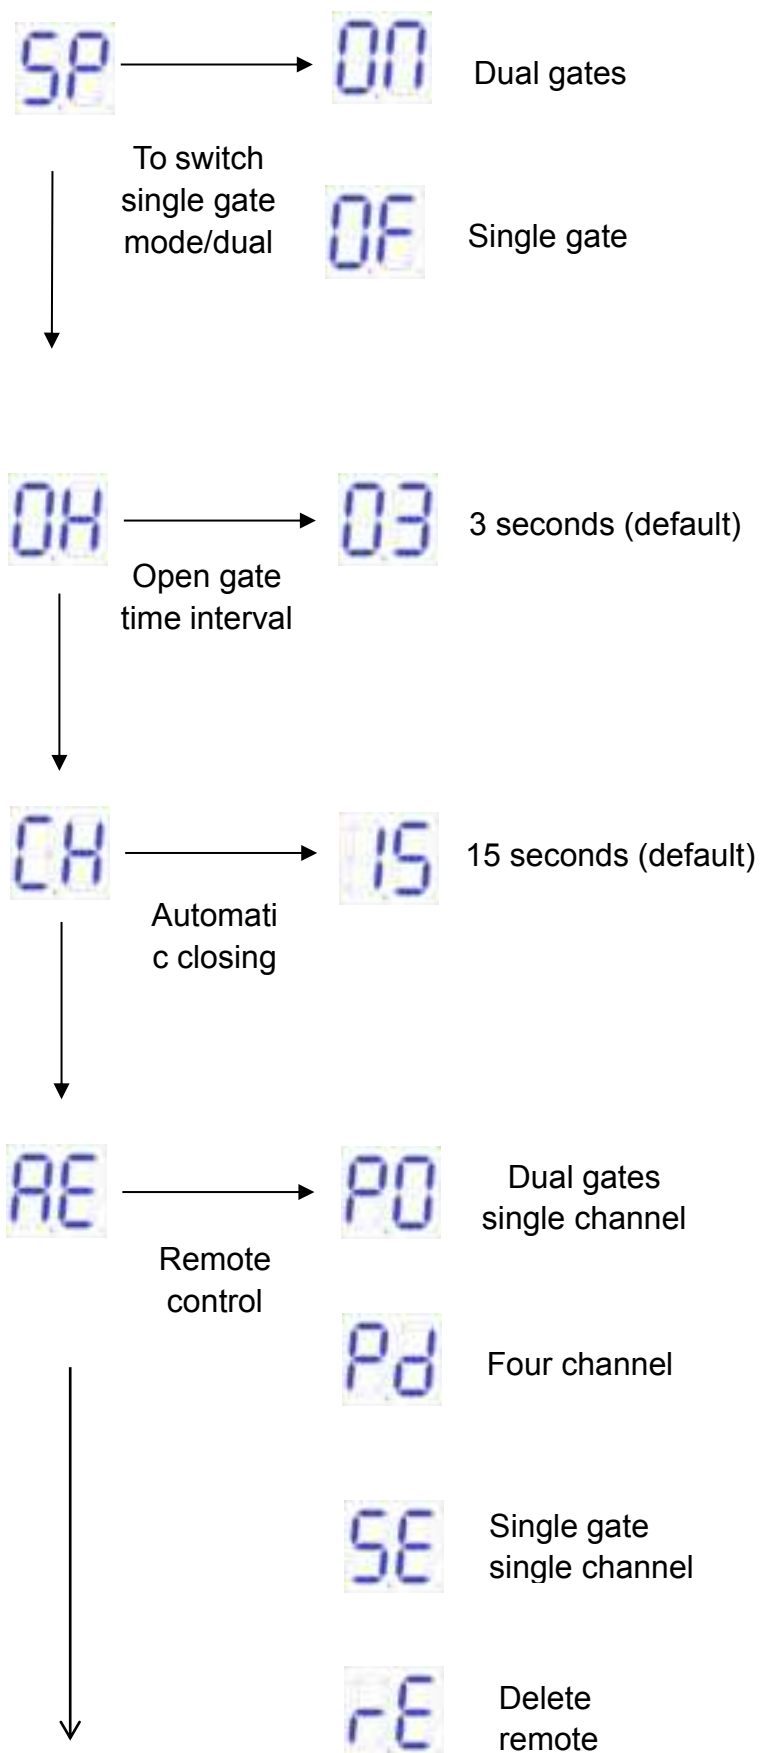 SP
On
Dual gates
To switch
single gate
mode/dual
OF
Single gate
OH
03
3 seconds (default)
Open gate
time interval
CH
15
15 seconds (default)
Automati
c closing
AE
PO
Dual gates
single channel
Remote
control
Pd
Four channel
SE
Single gate
single channel
rE
Delete
remote